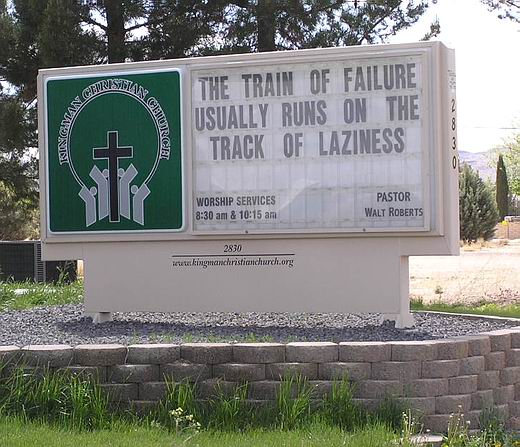 KINGMAN CHRISTIAN CHURCH
THE TRAIN OF FAILURE
USUALLY RUNS ON THE
TRACK OF LAZINESS
WORSHIP SERVICES
8:30 am & 10:15 am
PASTOR
WALT ROBERTS
2830
2830
www.kingmanchristianchurch.org